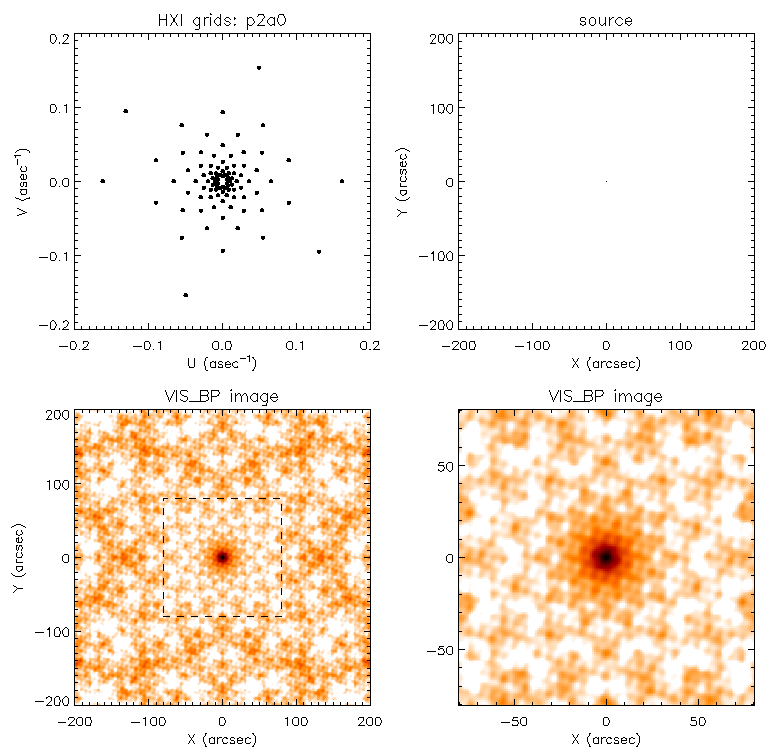 HXI grids: p2a0
0.2
0.1
0.0
−0.1
−0.2
V (asec⁻¹)
−0.2 −0.1 0.0 0.1 0.2
U (asec⁻¹)
source
200
100
0
−100
−200
Y (arcsec)
−200 −100 0 100 200
X (arcsec)
VIS_BP image
200
100
0
−100
−200
Y (arcsec)
−200 −100 0 100 200
X (arcsec)
VIS_BP image
50
0
−50
−50 0 50
X (arcsec)